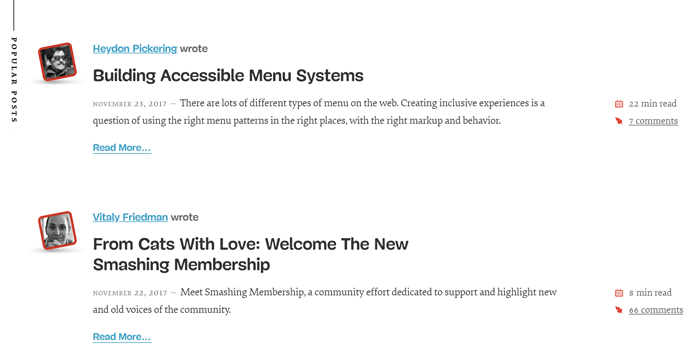 POPULAR POSTS
Heydon Pickering wrote
Building Accessible Menu Systems
NOVEMBER 23, 2017 — There are lots of different types of menu on the web. Creating inclusive experiences is a
question of using the right menu patterns in the right places, with the right markup and behavior.
22 min read
7 comments
Read More...
Vitaly Friedman wrote
From Cats With Love: Welcome The New
Smashing Membership
NOVEMBER 22, 2017 — Meet Smashing Membership, a community effort dedicated to support and highlight new
and old voices of the community.
8 min read
66 comments
Read More...